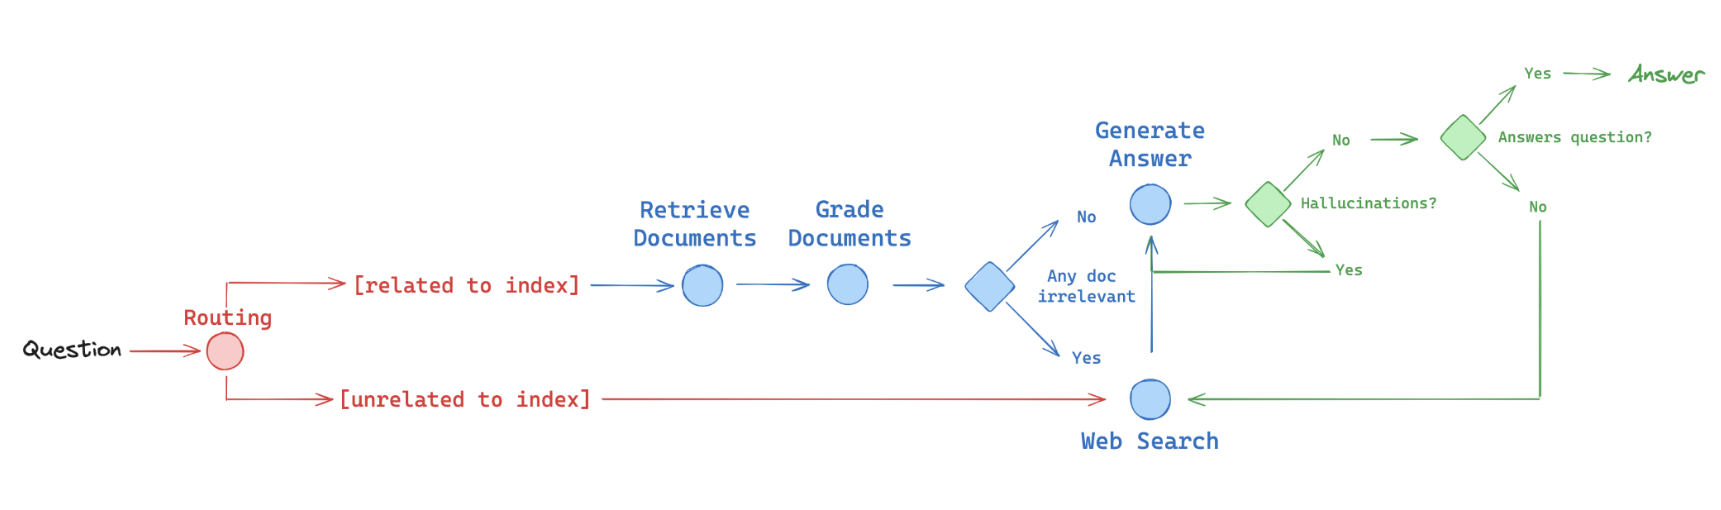 Question
Routing
[related to index]
[unrelated to index]
Retrieve
Documents
Grade
Documents
No
Any doc
irrelevant
Yes
Generate
Answer
Web Search
No
Hallucinations?
Yes
Yes
Answer
Answers question?
No